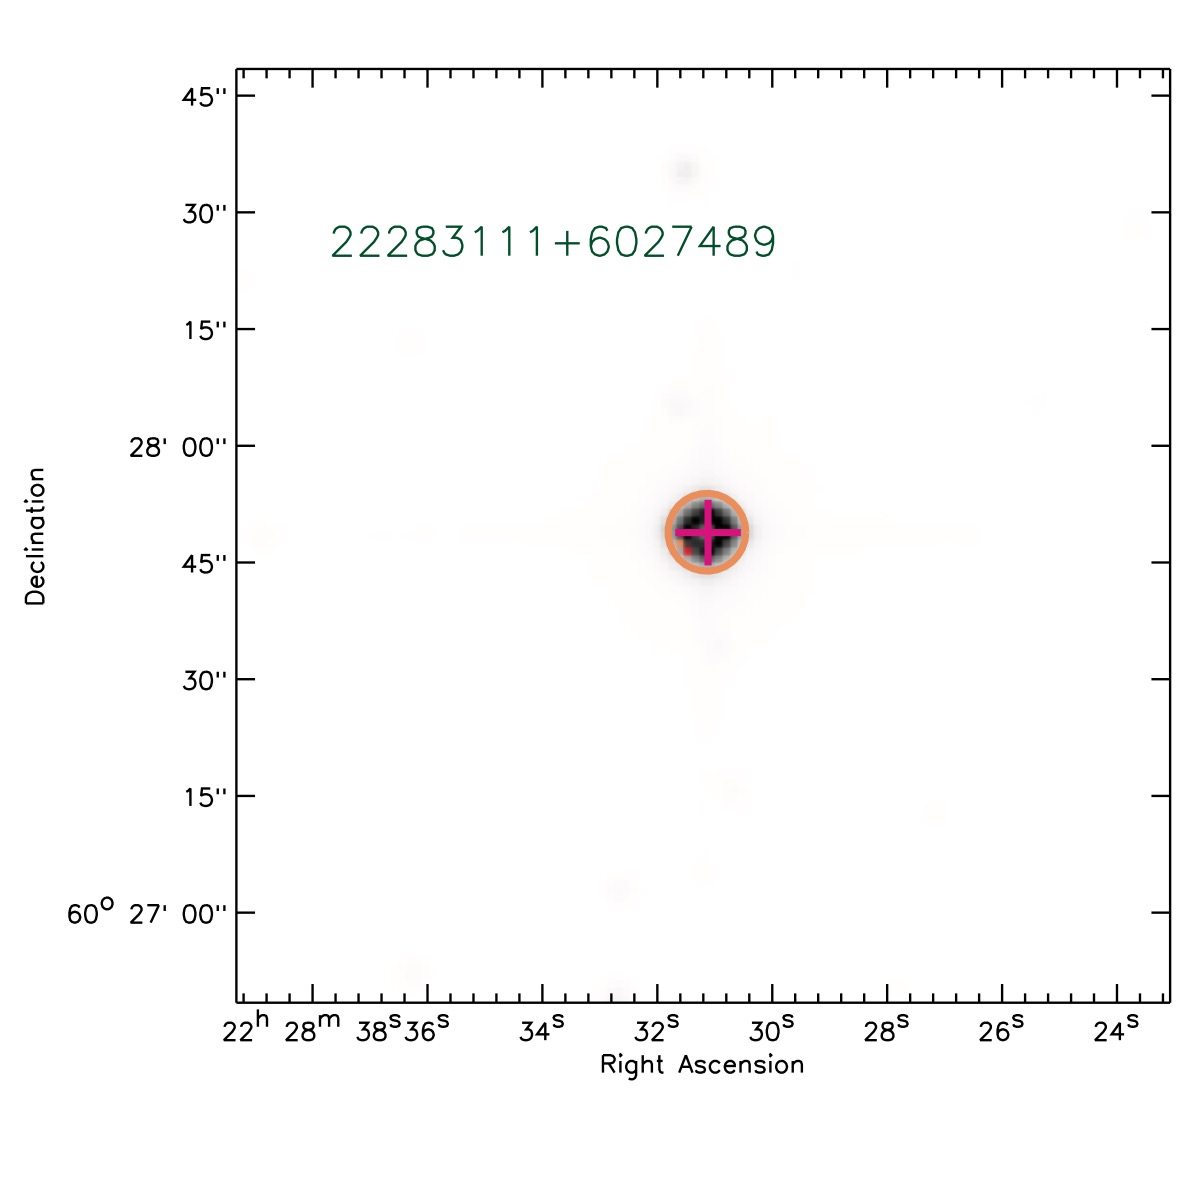 45''
30''
22283111+6027489
15''
28' 00''
45''
30''
15''
60° 27' 00''
22ʰ 28ᵐ 38ˢ 36ˢ 34ˢ 32ˢ 30ˢ 28ˢ 26ˢ 24ˢ
Right Ascension
Declination